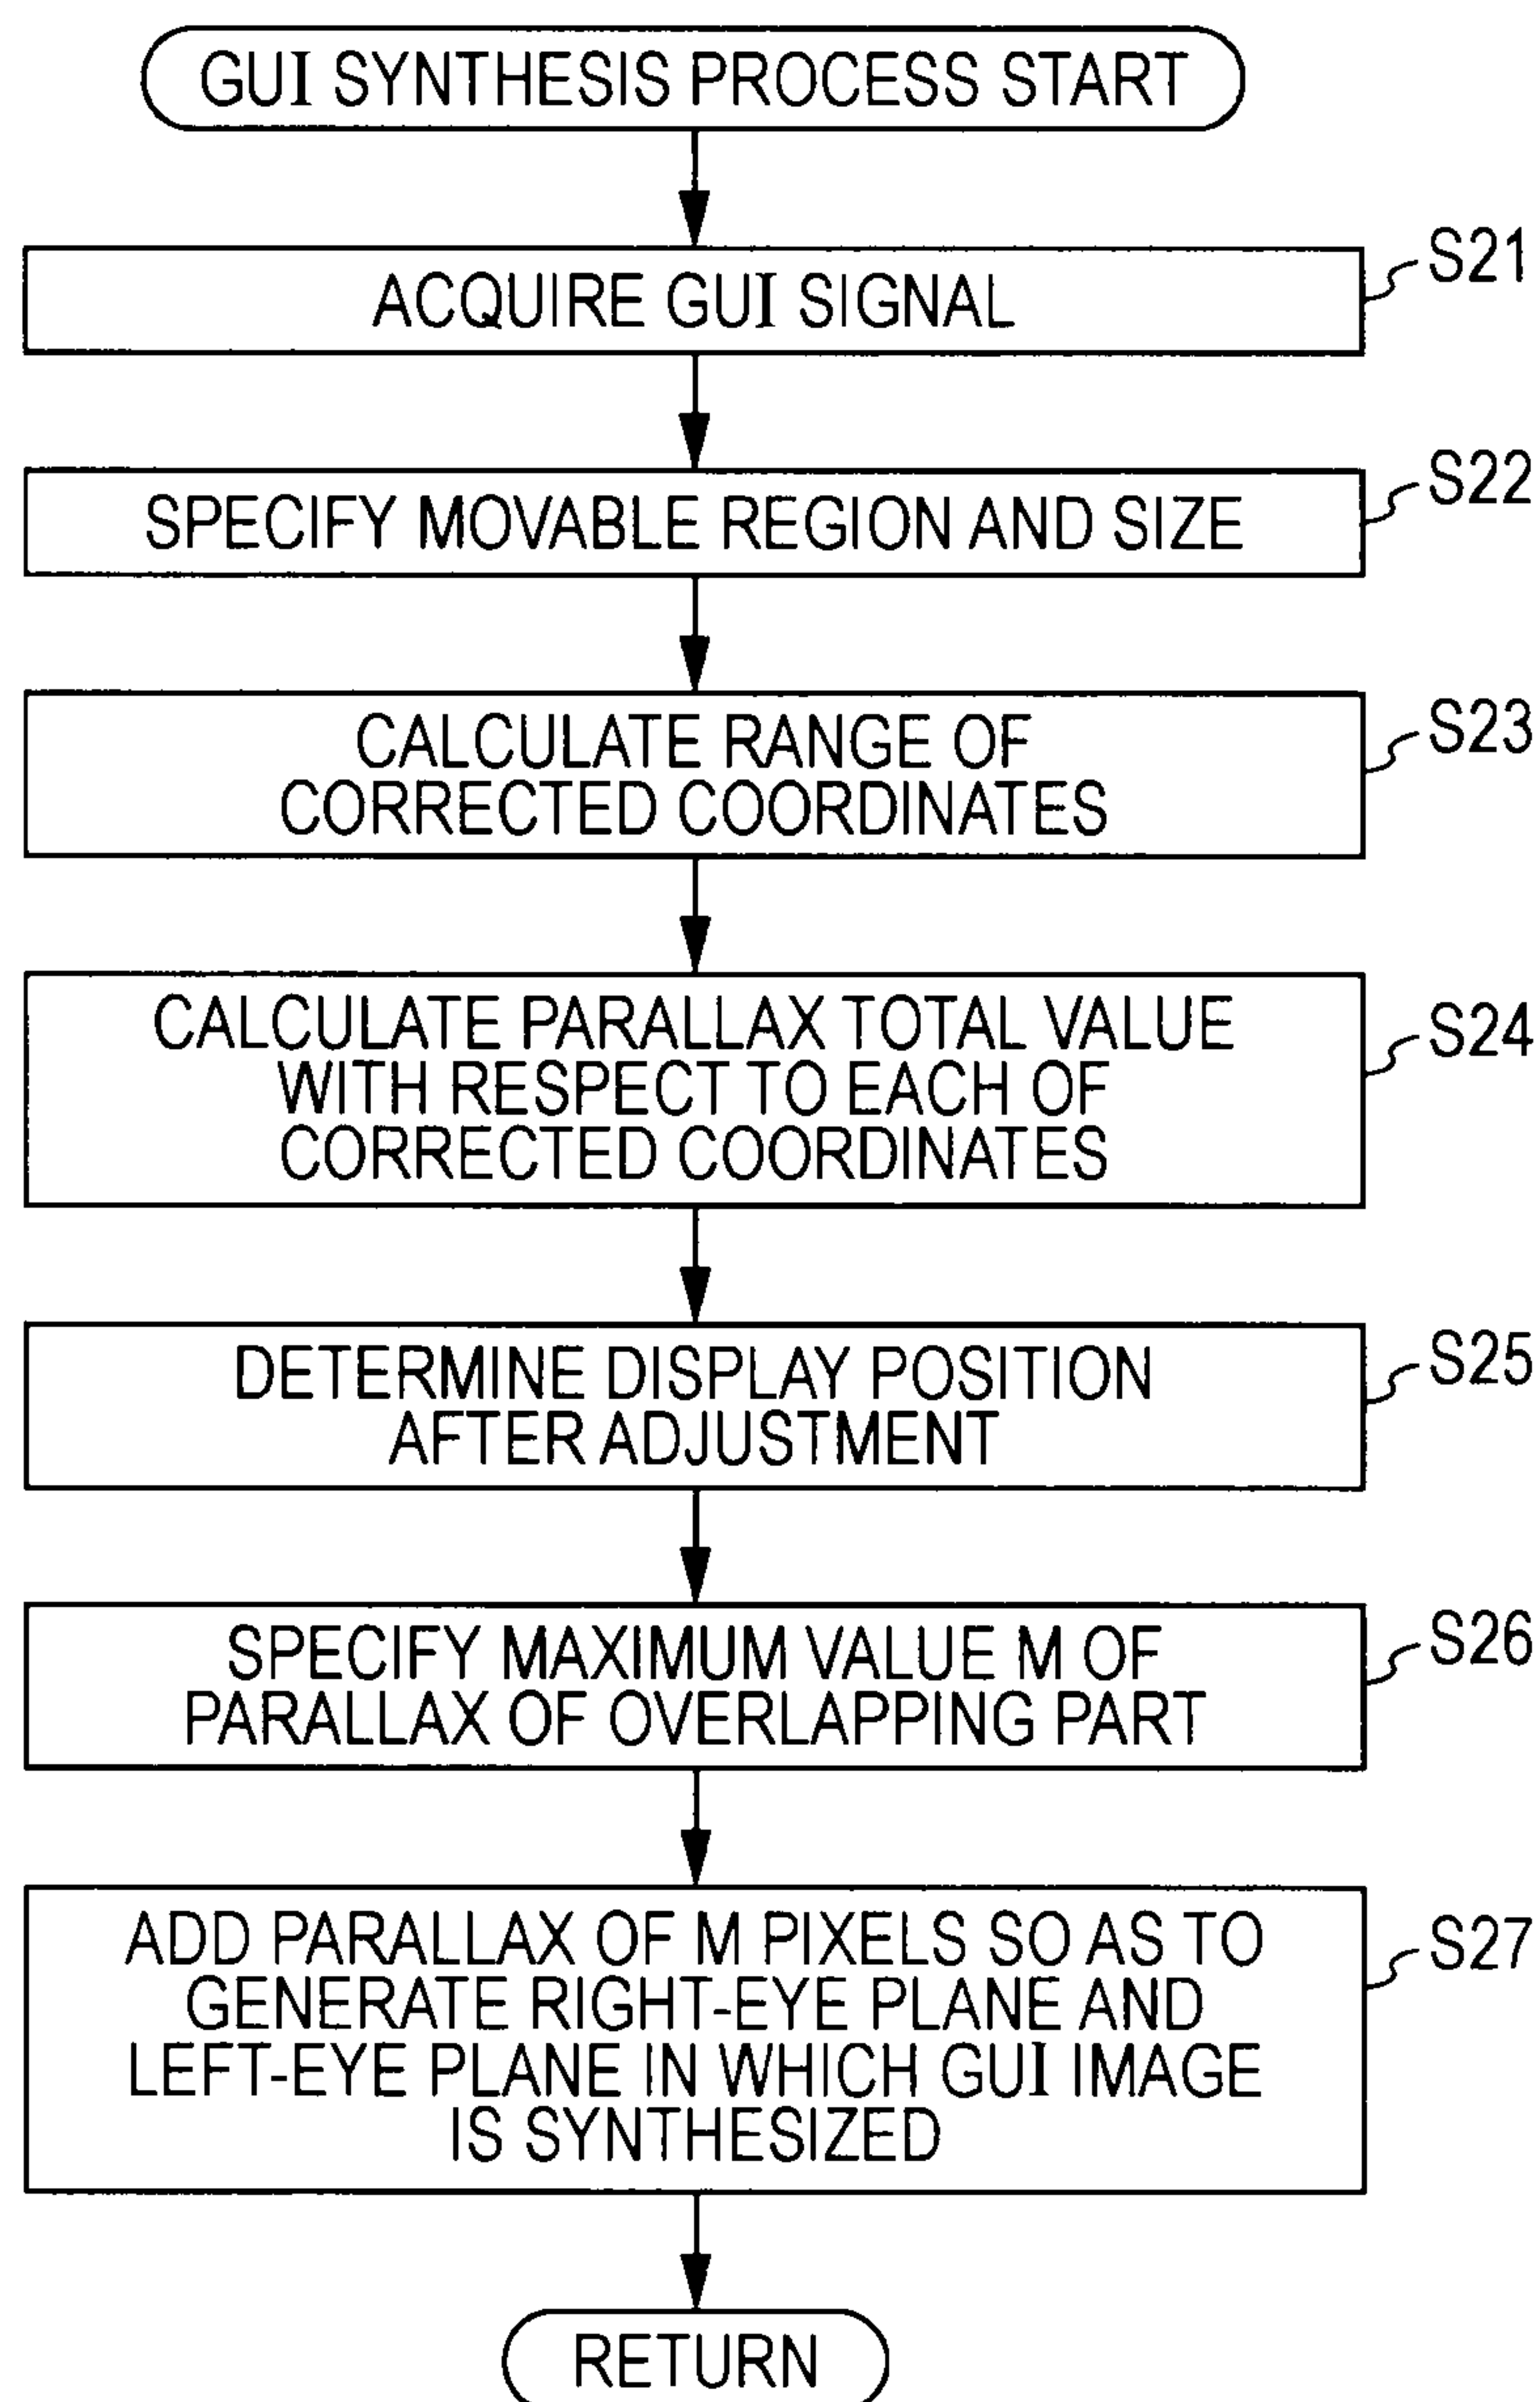 GUI SYNTHESIS PROCESS START
ACQUIRE GUI SIGNAL
S21
SPECIFY MOVABLE REGION AND SIZE
S22
CALCULATE RANGE OF
CORRECTED COORDINATES
S23
CALCULATE PARALLAX TOTAL VALUE
WITH RESPECT TO EACH OF
CORRECTED COORDINATES
S24
DETERMINE DISPLAY POSITION
AFTER ADJUSTMENT
S25
SPECIFY MAXIMUM VALUE M OF
PARALLAX OF OVERLAPPING PART
S26
ADD PARALLAX OF M PIXELS SO AS TO
GENERATE RIGHT-EYE PLANE AND
LEFT-EYE PLANE IN WHICH GUI IMAGE
IS SYNTHESIZED
S27
RETURN